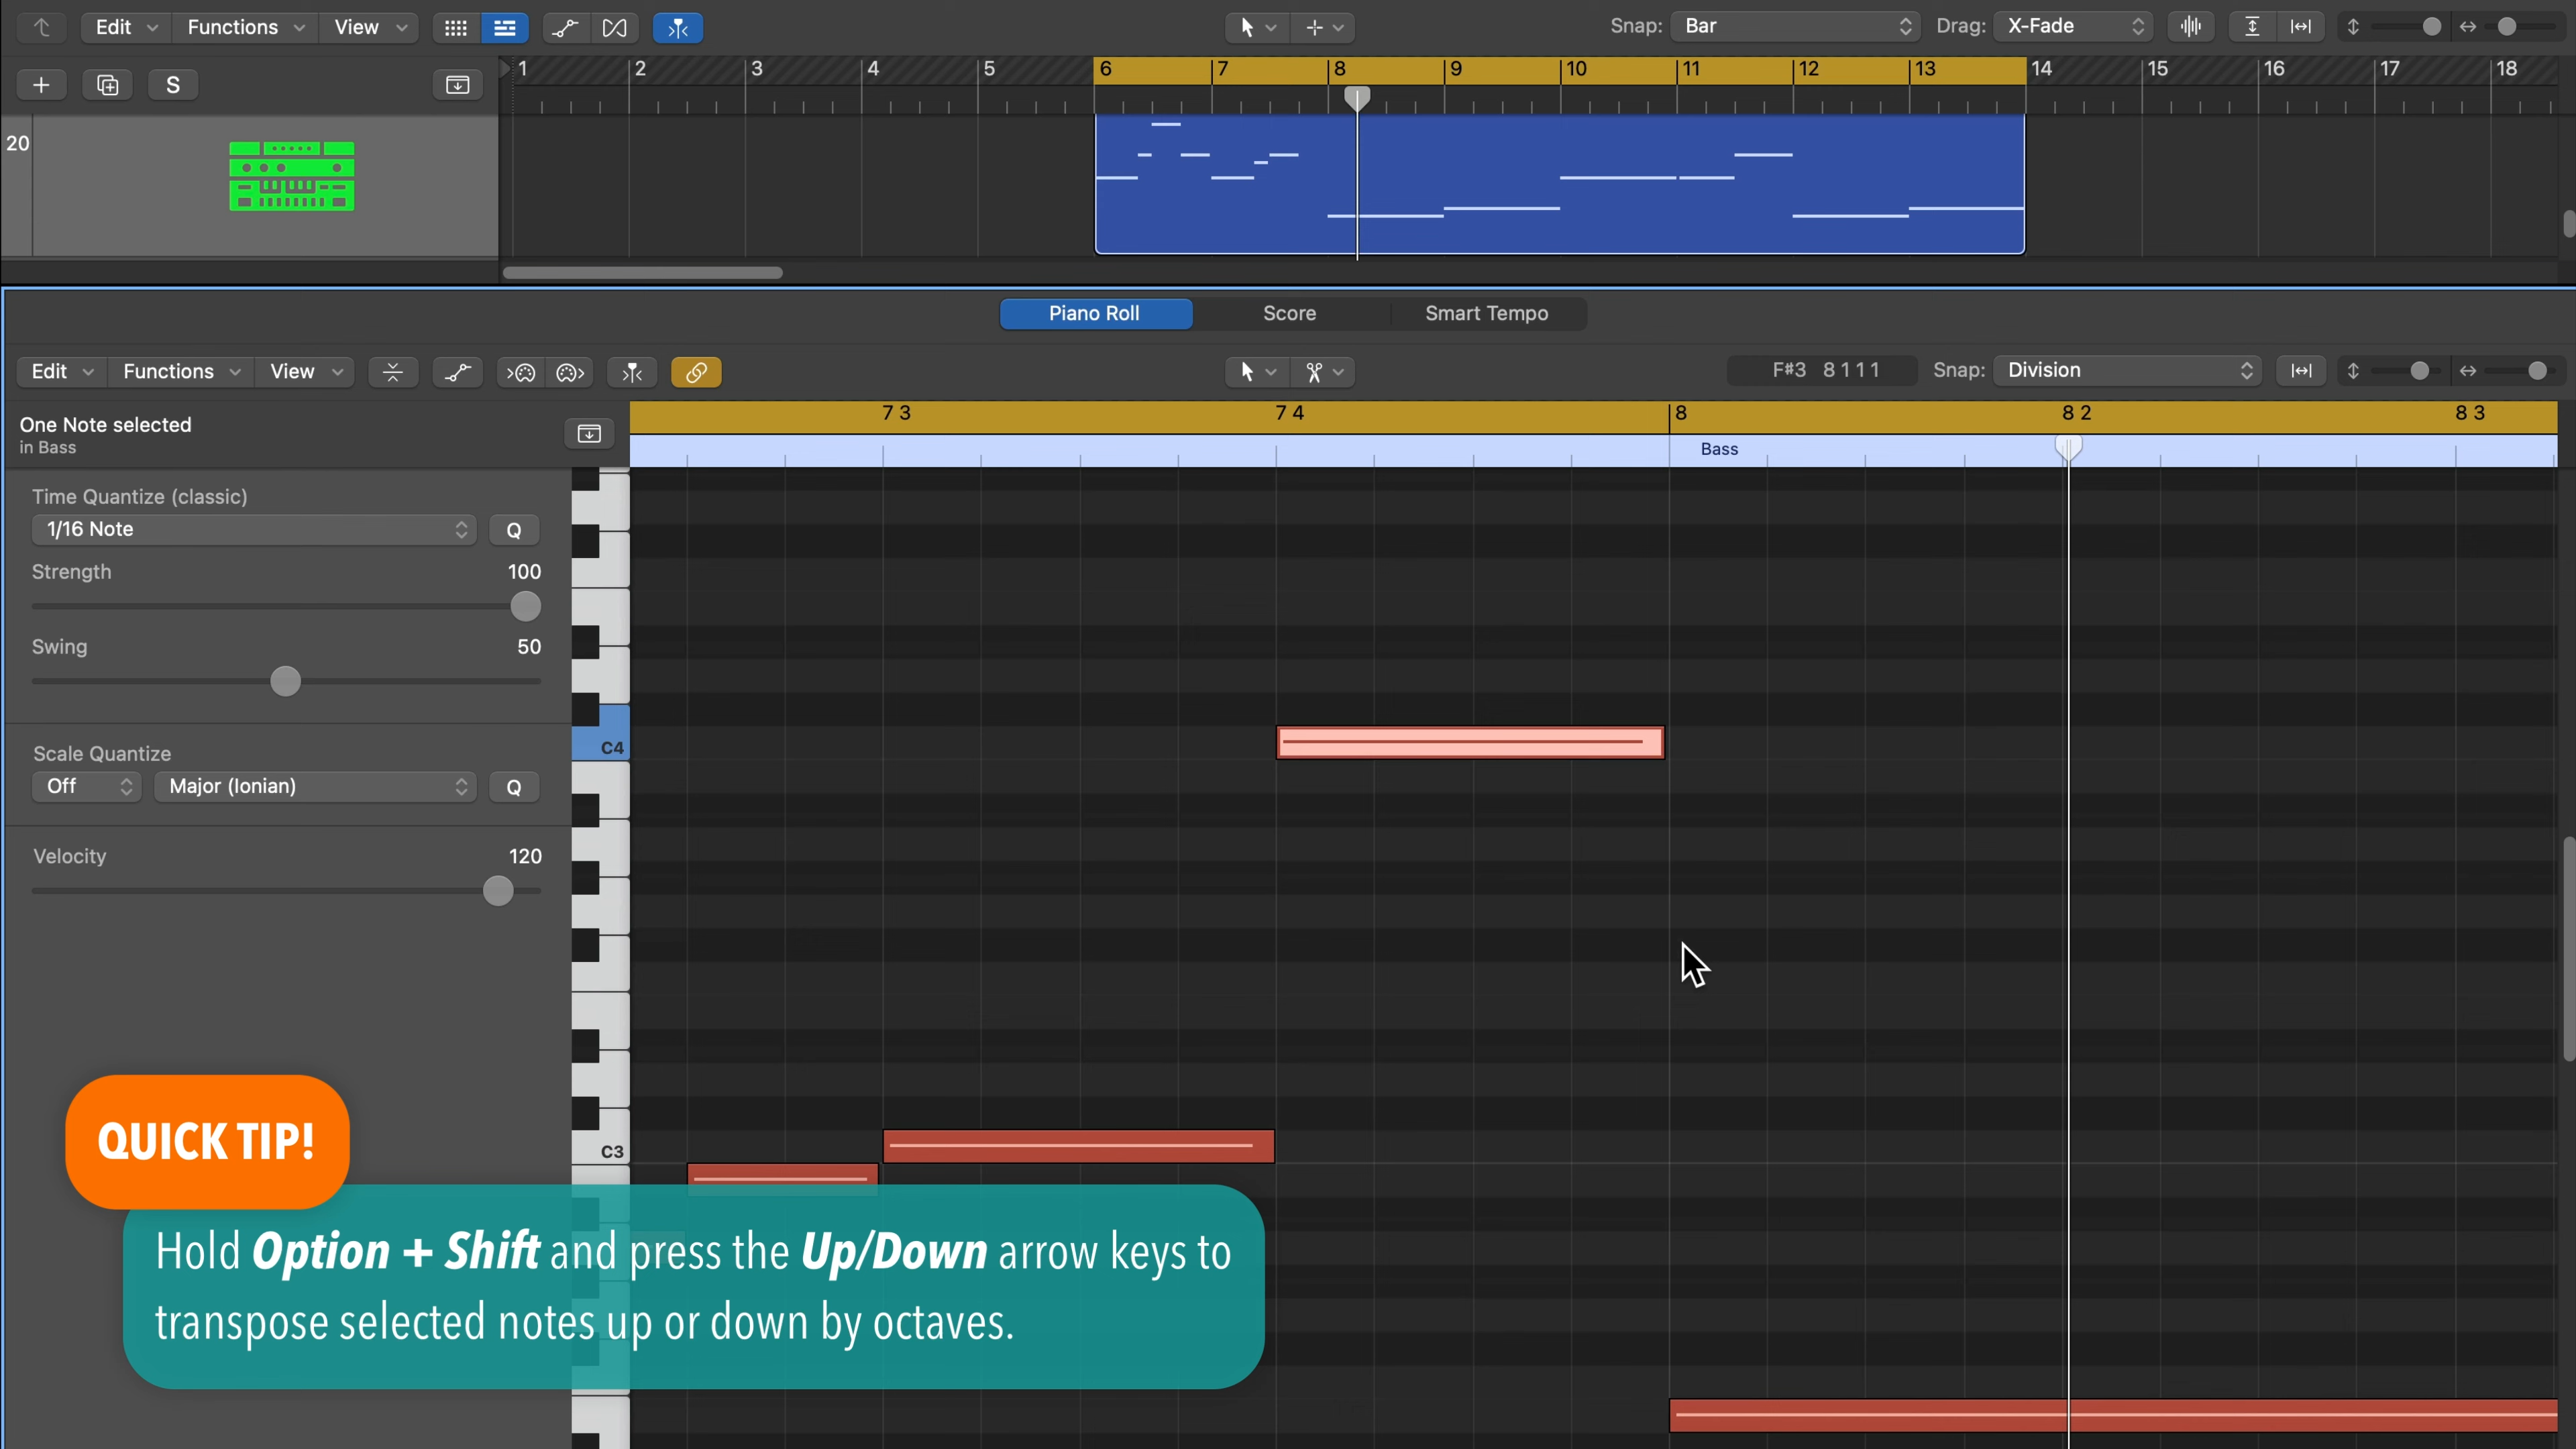 Edit Functions View Snap: Bar Drag: X-Fade
S
1 2 3 4 5 6 7 8 9 10 11 12 13 14 15 16 17 18
20
Piano Roll Score Smart Tempo
Edit Functions View F#3 8 1 1 1 Snap: Division
7 3 7 4 8 8 2 8 3
One Note selected
in Bass
Bass
Time Quantize (classic)
1/16 Note Q
Strength 100
Swing 50
C4
Scale Quantize
Off Major (Ionian) Q
Velocity 120
C3
QUICK TIP!
Hold Option + Shift and press the Up/Down arrow keys to
transpose selected notes up or down by octaves.